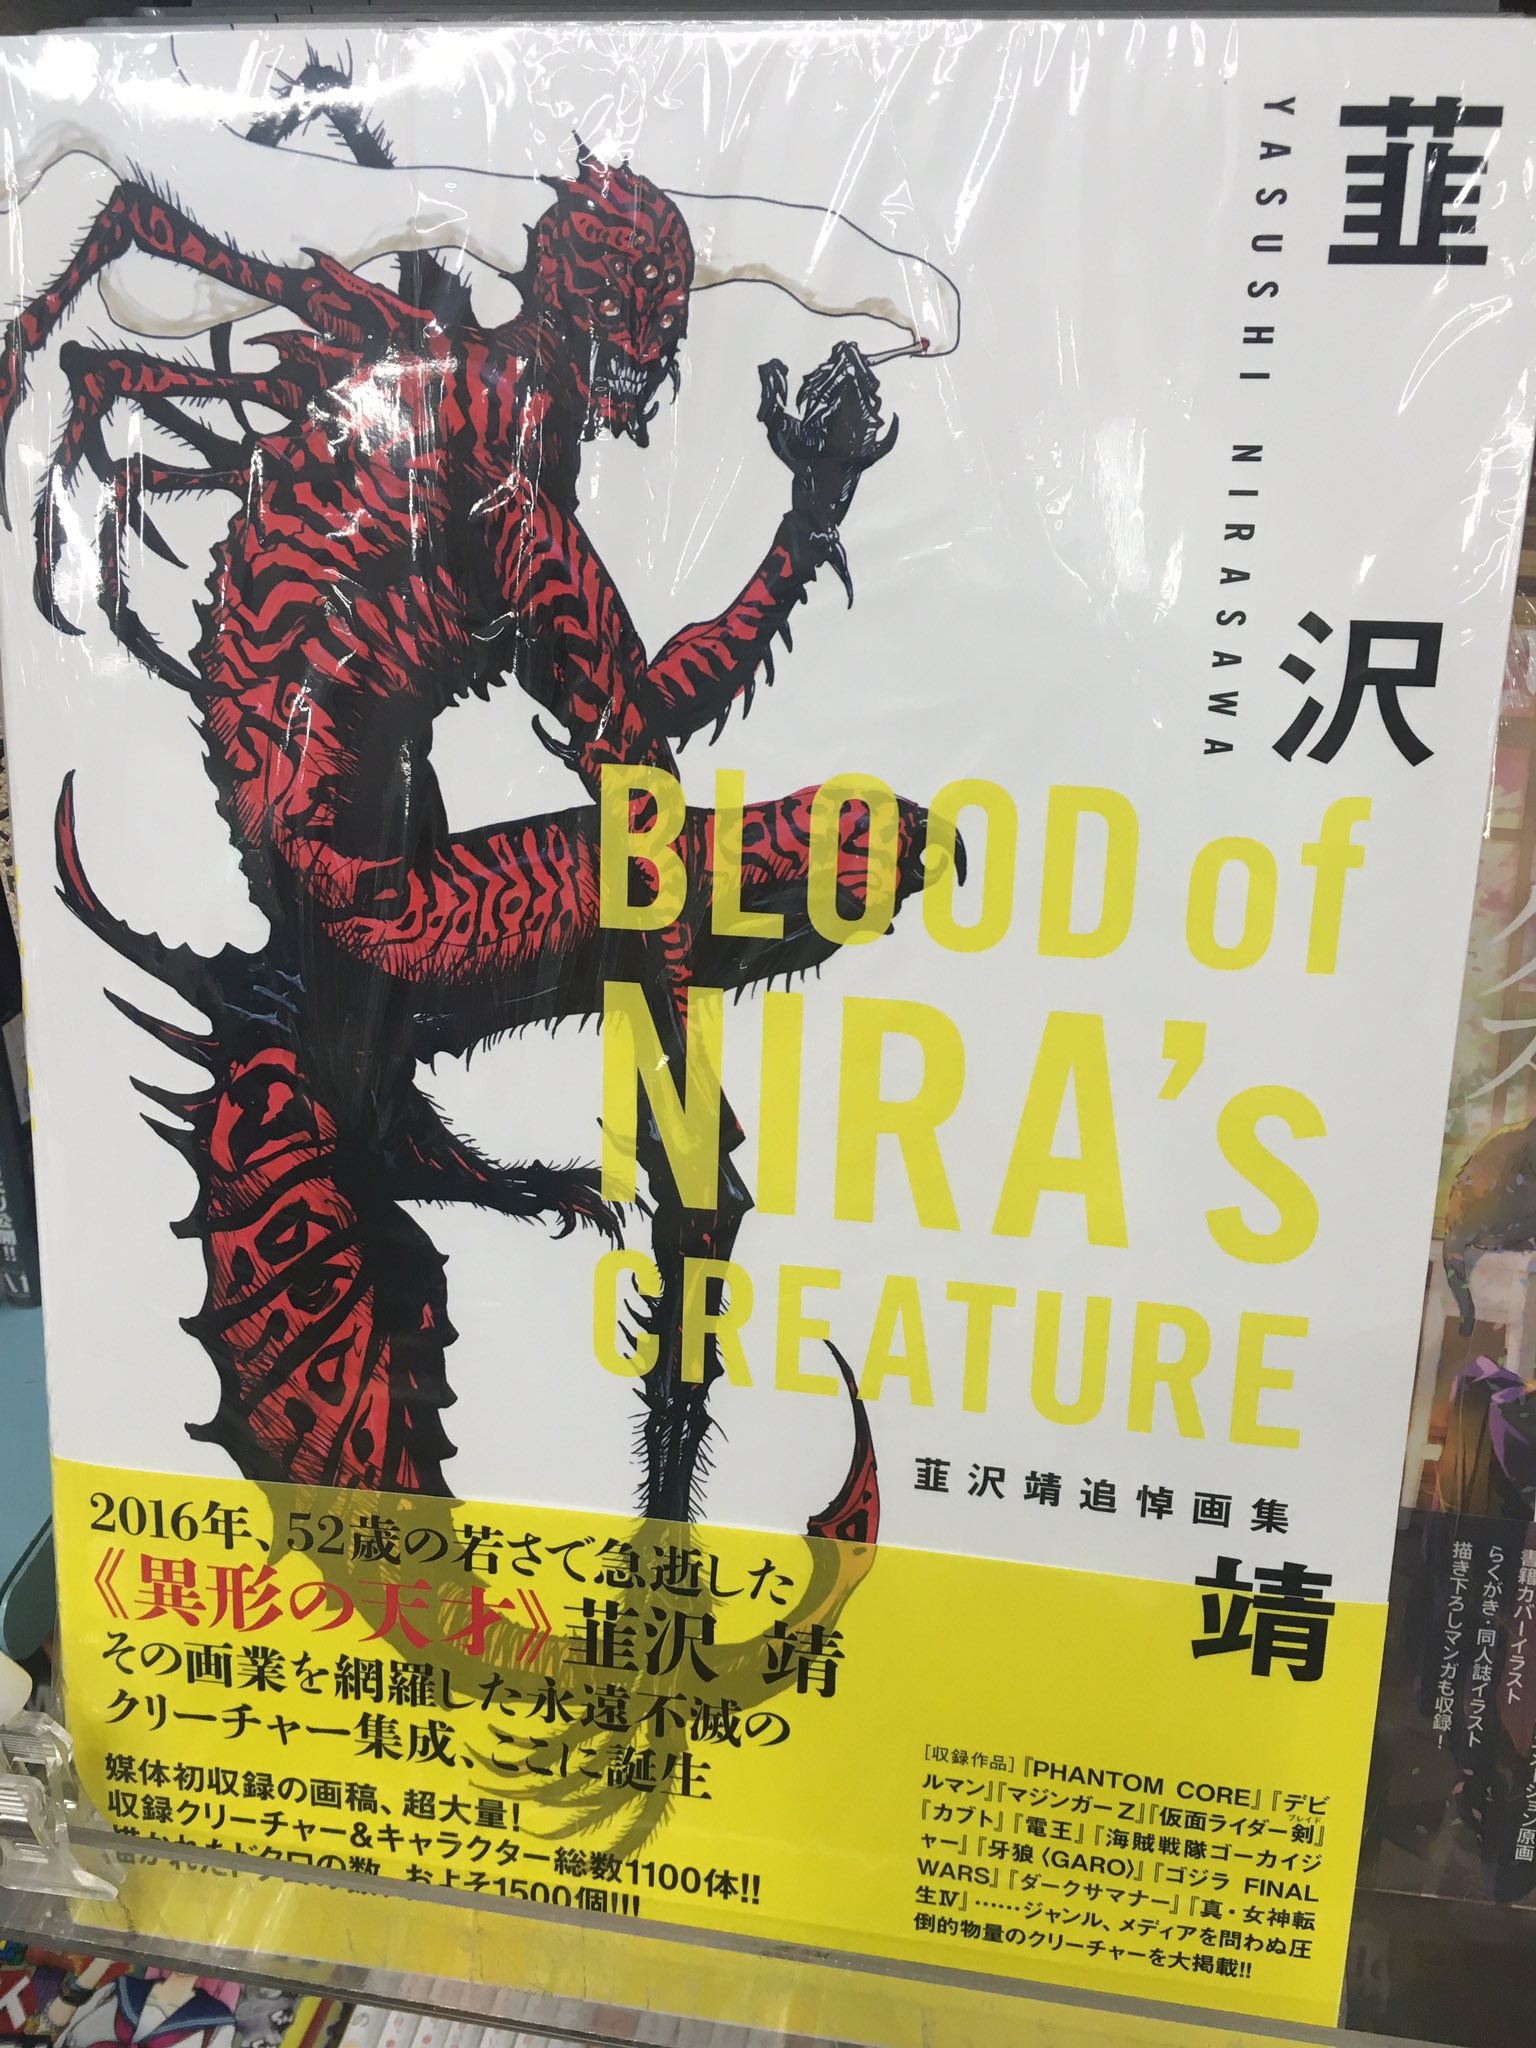 韮沢靖
YASUSHI NIRASAWA
BLOOD of
NIRA'S
CREATURE
韮沢靖追悼画集
2016年、52歳の若さで急逝した
《異形の天才》韮沢 靖
その画業を網羅した永遠不滅の
クリーチャー集成、ここに誕生
媒体初収録の画稿、超大量!
収録クリーチャー&キャラクター総数1100体!!
描かれたドクロの数、およそ1500個!!!
[収録作品]『PHANTOM CORE』『デビ
ルマン』『マジンガーZ』『仮面ライダー剣』
ブレイド
『カブト』『電王』『海賊戦隊ゴーカイジ
ャー』『牙狼〈GARO〉』『ゴジラ FINAL
WARS』『ダークサマナー』『真・女神転
生Ⅳ』……ジャンル、メディアを問わぬ圧
倒的物量のクリーチャーを大掲載!!
書籍カバーイラスト
らくがき・同人誌イラスト
描き下ろしマンガも収録!